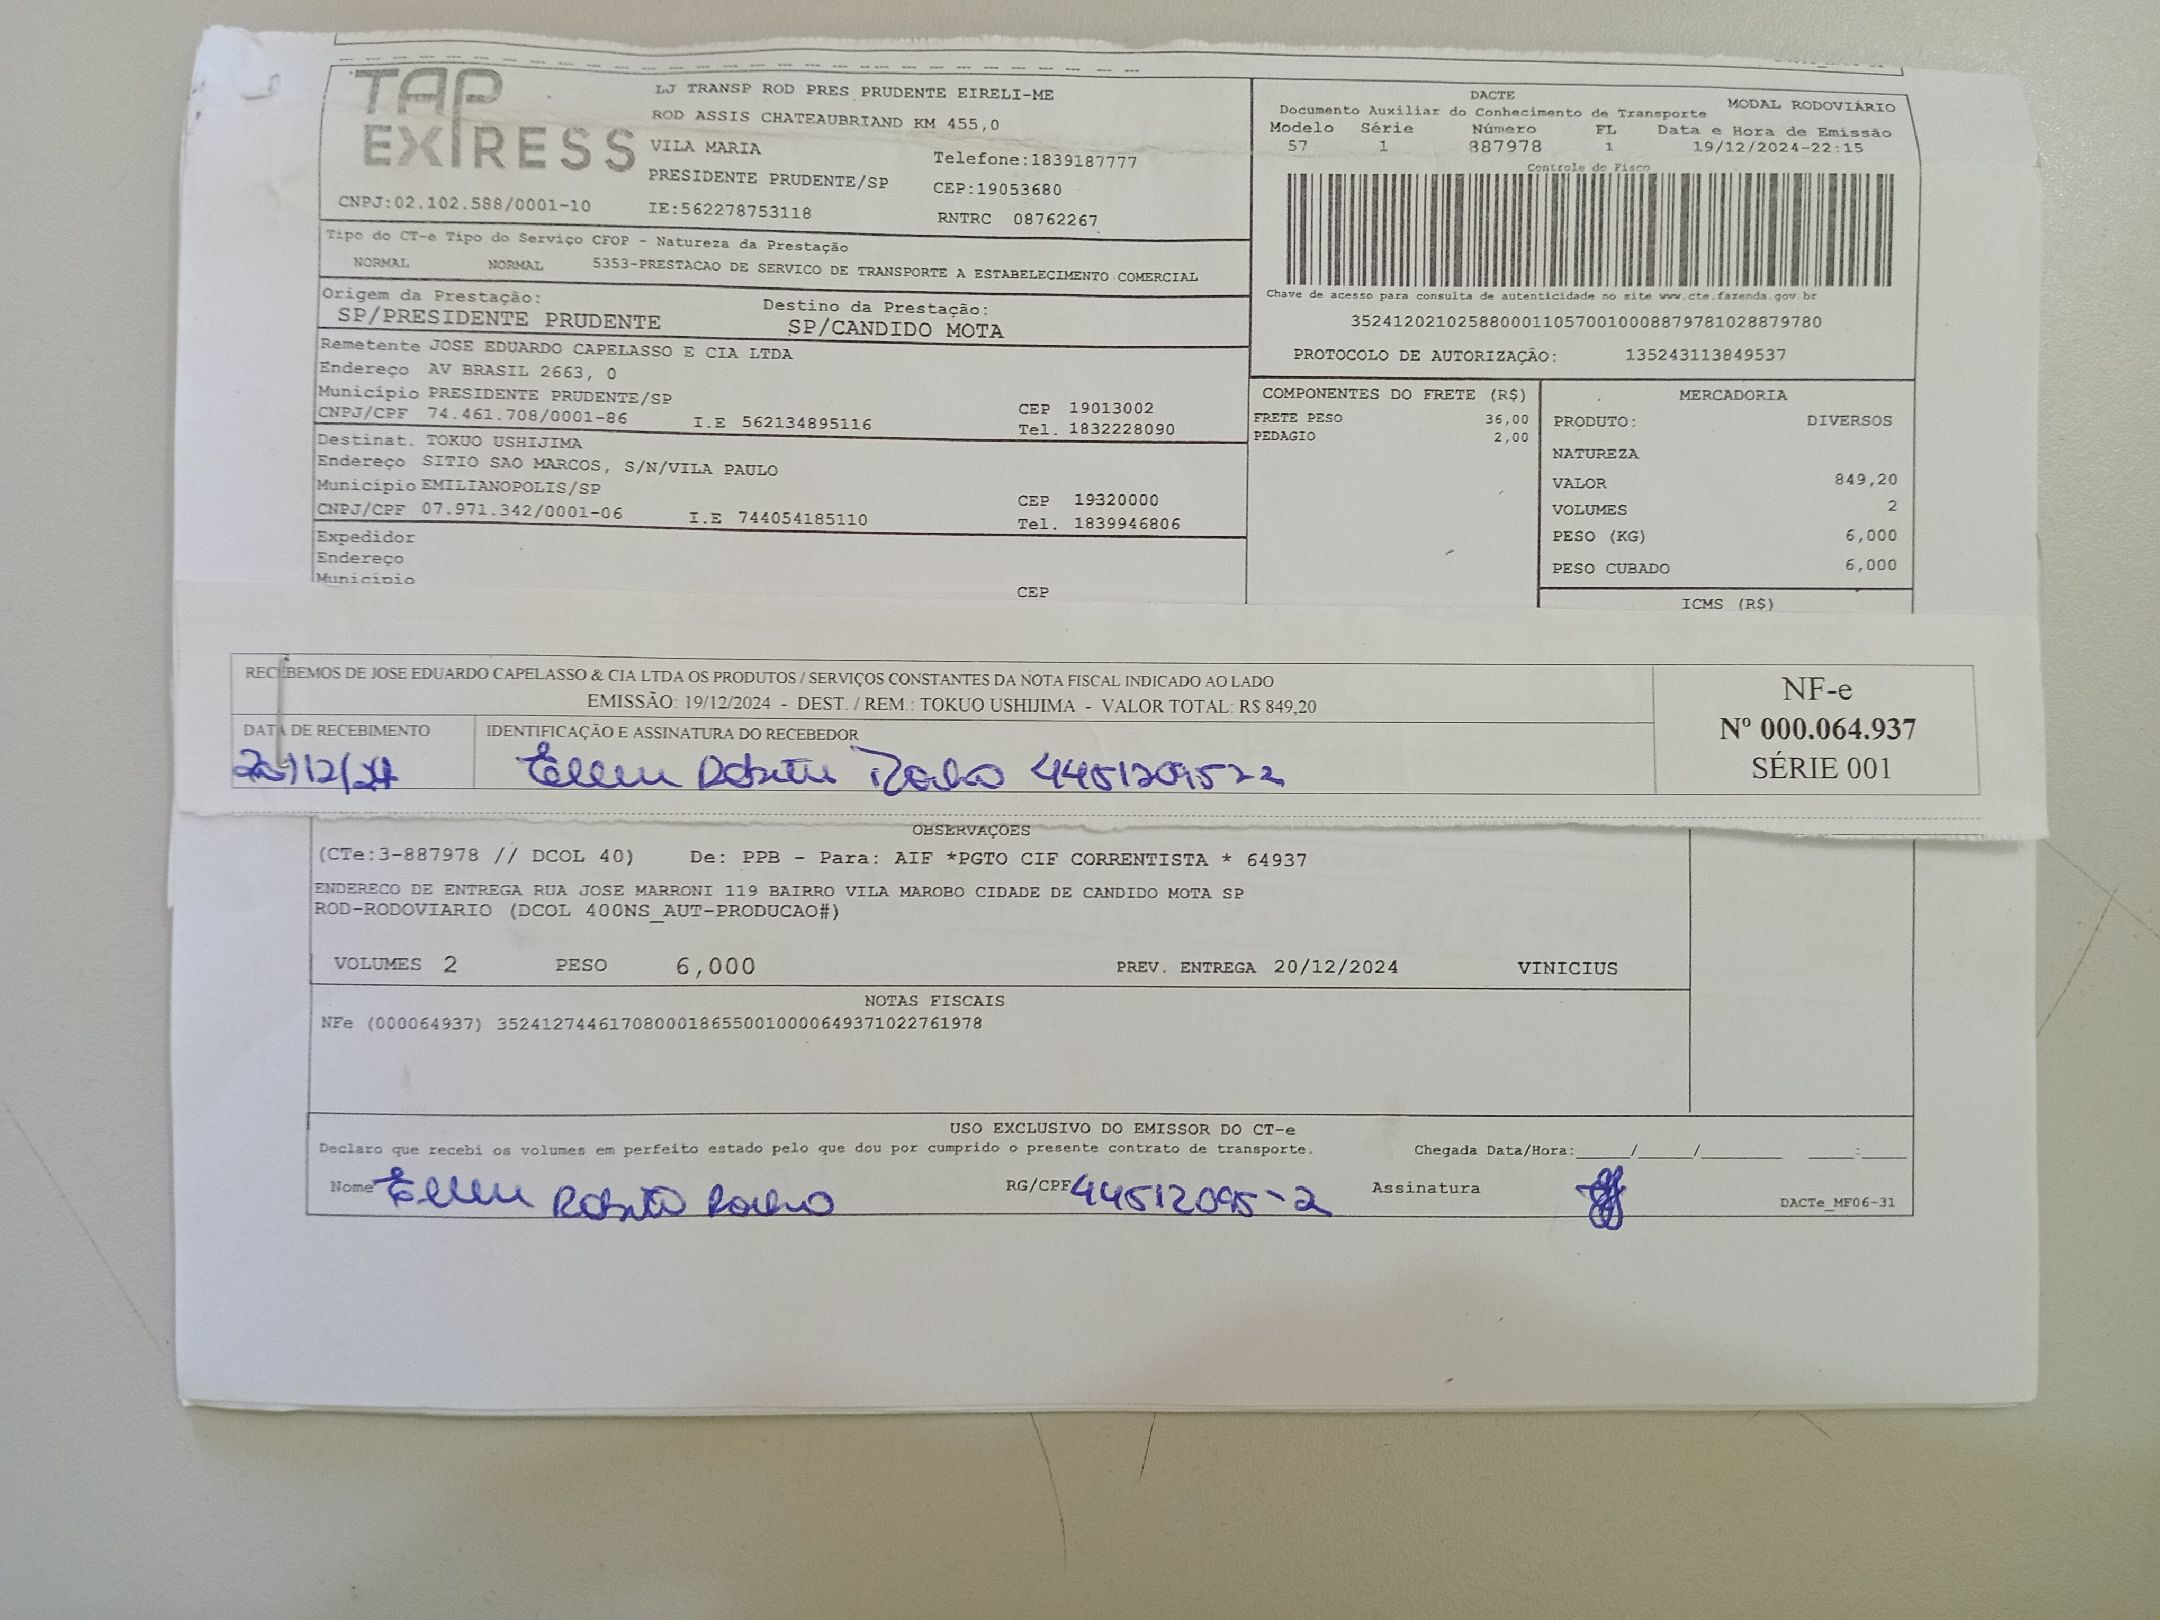 TAP
EXPRESS
LJ TRANSP ROD PRES PRUDENTE EIRELI-ME
ROD ASSIS CHATEAUBRIAND KM 455,0
VILA MARIA
Telefone:1839187777
PRESIDENTE PRUDENTE/SP
CEP:19053680
CNPJ:02.102.588/0001-10
IE:562278753118
RNTRC 08762267
DACTE
Documento Auxiliar do Conhecimento de Transporte
MODAL RODOVIÁRIO
Modelo Série Número FL Data e Hora de Emissão
57 1 887978 1 19/12/2024-22:15
Controle do Fisco
Chave de acesso para consulta de autenticidade no site www.cte.fazenda.gov.br
35241202102588000110570010008879781028879780
PROTOCOLO DE AUTORIZAÇÃO: 135243113849537
Tipo do CT-e Tipo do Serviço CFOP - Natureza da Prestação
NORMAL NORMAL 5353-PRESTACAO DE SERVICO DE TRANSPORTE A ESTABELECIMENTO COMERCIAL
Origem da Prestação: Destino da Prestação:
SP/PRESIDENTE PRUDENTE SP/CANDIDO MOTA
Remetente JOSE EDUARDO CAPELASSO E CIA LTDA
Endereço AV BRASIL 2663, 0
Município PRESIDENTE PRUDENTE/SP CEP 19013002
CNPJ/CPF 74.461.708/0001-86 I.E 562134895116 Tel. 1832228090
Destinat. TOKUO USHIJIMA
Endereço SITIO SAO MARCOS, S/N/VILA PAULO
Município EMILIANOPOLIS/SP CEP 19320000
CNPJ/CPF 07.971.342/0001-06 I.E 744054185110 Tel. 1839946806
Expedidor
Endereço
Município CEP
COMPONENTES DO FRETE (R$)
FRETE PESO 36,00
PEDAGIO 2,00
MERCADORIA
PRODUTO: DIVERSOS
NATUREZA
VALOR 849,20
VOLUMES 2
PESO (KG) 6,000
PESO CUBADO 6,000
ICMS (R$)
RECEBEMOS DE JOSE EDUARDO CAPELASSO & CIA LTDA OS PRODUTOS / SERVIÇOS CONSTANTES DA NOTA FISCAL INDICADO AO LADO
EMISSÃO: 19/12/2024 - DEST. / REM.: TOKUO USHIJIMA - VALOR TOTAL: R$ 849,20
DATA DE RECEBIMENTO
IDENTIFICAÇÃO E ASSINATURA DO RECEBEDOR
NF-e
Nº 000.064.937
SÉRIE 001
OBSERVAÇOES
(CTe:3-887978 // DCOL 40) De: PPB - Para: AIF *PGTO CIF CORRENTISTA * 64937
ENDERECO DE ENTREGA RUA JOSE MARRONI 119 BAIRRO VILA MAROBO CIDADE DE CANDIDO MOTA SP
ROD-RODOVIARIO (DCOL 400NS_AUT-PRODUCAO#)
VOLUMES 2 PESO 6,000 PREV. ENTREGA 20/12/2024 VINICIUS
NOTAS FISCAIS
NFe (000064937) 35241274461708000186550010000649371022761978
USO EXCLUSIVO DO EMISSOR DO CT-e
Declaro que recebi os volumes em perfeito estado pelo que dou por cumprido o presente contrato de transporte. Chegada Data/Hora:_____/_____/_______ ____:____
Nome RG/CPF 44512095-2 Assinatura
DACTe_MF06-31